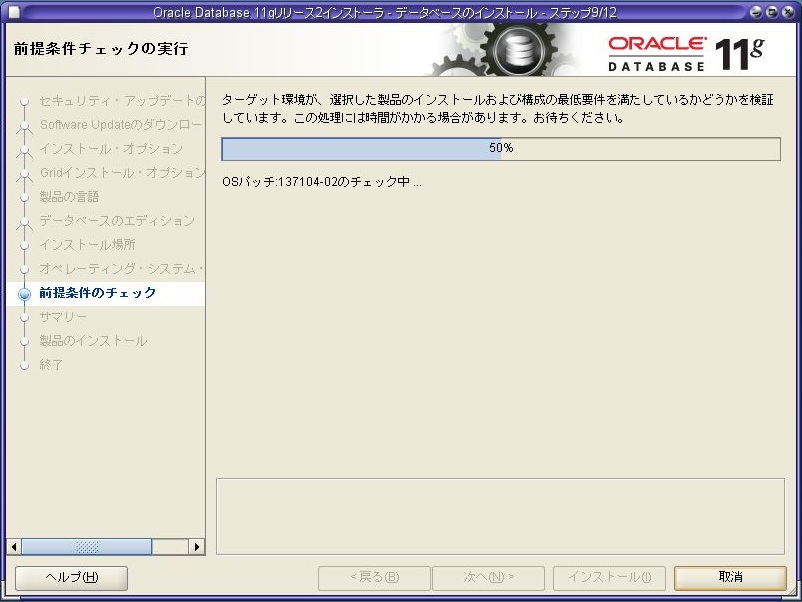 Oracle Database 11gリリース2インストーラ - データベースのインストール - ステップ9/12
前提条件チェックの実行
ORACLE
DATABASE
11g
セキュリティ・アップデートの
Software Updateのダウンロー
インストール・オプション
Gridインストール・オプション
製品の言語
データベースのエディション
インストール場所
オペレーティング・システム・
前提条件のチェック
サマリー
製品のインストール
終了
ターゲット環境が、選択した製品のインストールおよび構成の最低要件を満たしているかどうかを検証
しています。この処理には時間がかかる場合があります。お待ちください。
50%
OSパッチ:137104-02のチェック中 ...
ヘルプ(H)
< 戻る(B)
次へ(N) >
インストール(I)
取消